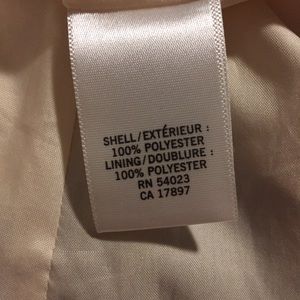 SHELL/EXTÉRIEUR :
100% POLYESTER
LINING/DOUBLURE :
100% POLYESTER
RN 54023
CA 17897